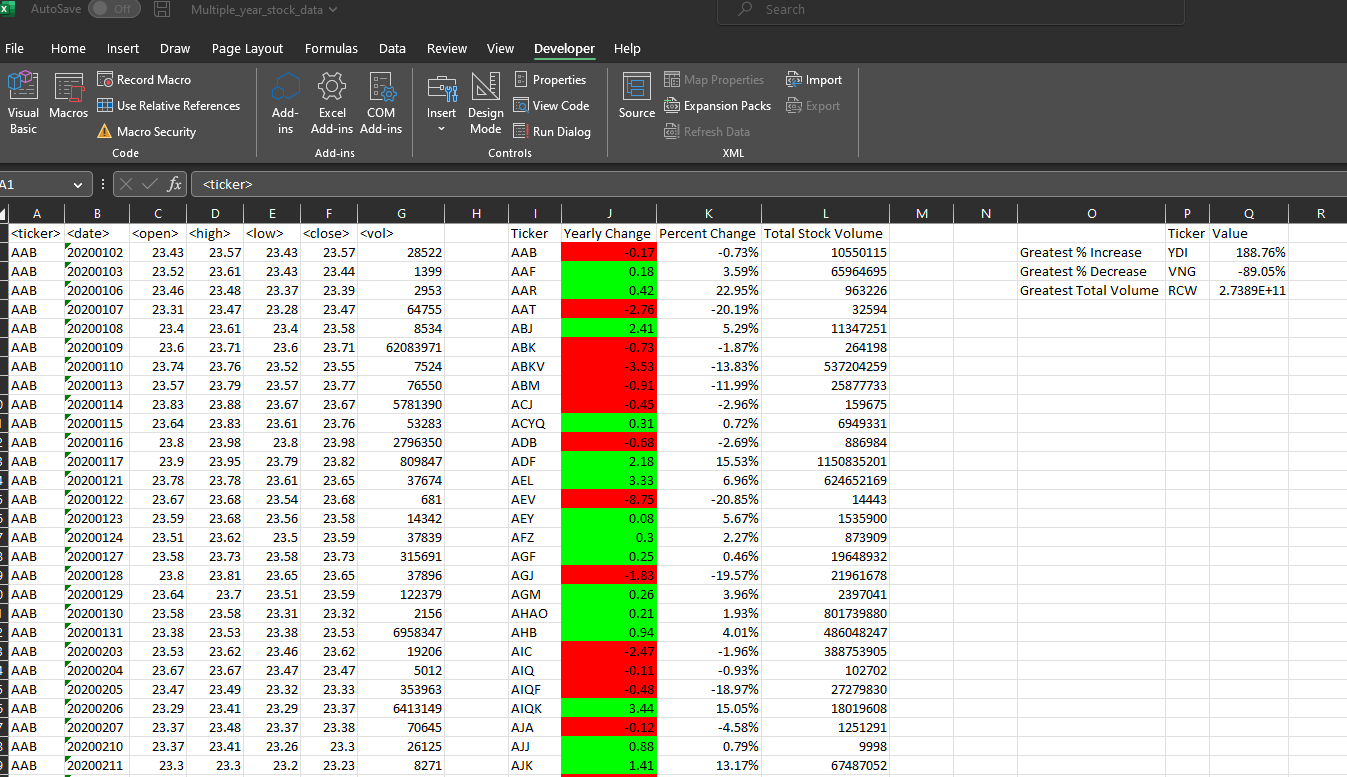 AutoSave Off Multiple_year_stock_data Search
File Home Insert Draw Page Layout Formulas Data Review View Developer Help
Visual Basic
Macros
Record Macro
Use Relative References
Macro Security
Code
Add-ins
Excel Add-ins
COM Add-ins
Add-ins
Insert
Design Mode
Properties
View Code
Run Dialog
Controls
Source
Map Properties
Expansion Packs
Refresh Data
Import
Export
XML
A1 fx <ticker>
A B C D E F G H I J K L M N O P Q R
<ticker> <date> <open> <high> <low> <close> <vol> Ticker Yearly Change Percent Change Total Stock Volume Ticker Value
AAB 20200102 23.43 23.57 23.43 23.57 28522 AAB -0.17 -0.73% 10550115 Greatest % Increase YDI 188.76%
AAB 20200103 23.52 23.61 23.43 23.44 1399 AAF 0.18 3.59% 65964695 Greatest % Decrease VNG -89.05%
AAB 20200106 23.46 23.48 23.37 23.39 2953 AAR 0.42 22.95% 963226 Greatest Total Volume RCW 2.7389E+11
AAB 20200107 23.31 23.47 23.28 23.47 64755 AAT -2.76 -20.19% 32594
AAB 20200108 23.4 23.61 23.4 23.58 8534 ABJ 2.41 5.29% 11347251
AAB 20200109 23.6 23.71 23.6 23.71 62083971 ABK -0.73 -1.87% 264198
AAB 20200110 23.74 23.76 23.52 23.55 7524 ABKV -3.53 -13.83% 537204259
AAB 20200113 23.57 23.79 23.57 23.77 76550 ABM -0.91 -11.99% 25877733
AAB 20200114 23.83 23.88 23.67 23.67 5781390 ACJ -0.45 -2.96% 159675
AAB 20200115 23.64 23.83 23.61 23.76 53283 ACYQ 0.31 0.72% 6949331
AAB 20200116 23.8 23.98 23.8 23.98 2796350 ADB -0.68 -2.69% 886984
AAB 20200117 23.9 23.95 23.79 23.82 809847 ADF 2.18 15.53% 1150835201
AAB 20200121 23.78 23.78 23.61 23.65 37674 AEL 3.33 6.96% 624652169
AAB 20200122 23.67 23.68 23.54 23.68 681 AEV -8.75 -20.85% 14443
AAB 20200123 23.59 23.68 23.56 23.58 14342 AEY 0.08 5.67% 1535900
AAB 20200124 23.51 23.62 23.5 23.59 37839 AFZ 0.3 2.27% 873909
AAB 20200127 23.58 23.73 23.58 23.73 315691 AGF 0.25 0.46% 19648932
AAB 20200128 23.8 23.81 23.65 23.65 37896 AGJ -1.83 -19.57% 21961678
AAB 20200129 23.64 23.7 23.51 23.59 122379 AGM 0.26 3.96% 2397041
AAB 20200130 23.58 23.58 23.31 23.32 2156 AHAO 0.21 1.93% 801739880
AAB 20200131 23.38 23.53 23.38 23.53 6958347 AHB 0.94 4.01% 486048247
AAB 20200203 23.53 23.62 23.46 23.62 19206 AIC -2.47 -1.96% 388753905
AAB 20200204 23.67 23.67 23.47 23.47 5012 AIQ -0.11 -0.93% 102702
AAB 20200205 23.47 23.49 23.32 23.33 353963 AIQF -0.48 -18.97% 27279830
AAB 20200206 23.29 23.41 23.29 23.37 6413149 AIQK 3.44 15.05% 18019608
AAB 20200207 23.37 23.48 23.37 23.38 70645 AJA -0.12 -4.58% 1251291
AAB 20200210 23.37 23.41 23.26 23.3 26125 AJJ 0.88 0.79% 9998
AAB 20200211 23.3 23.3 23.2 23.23 8271 AJK 1.41 13.17% 67487052